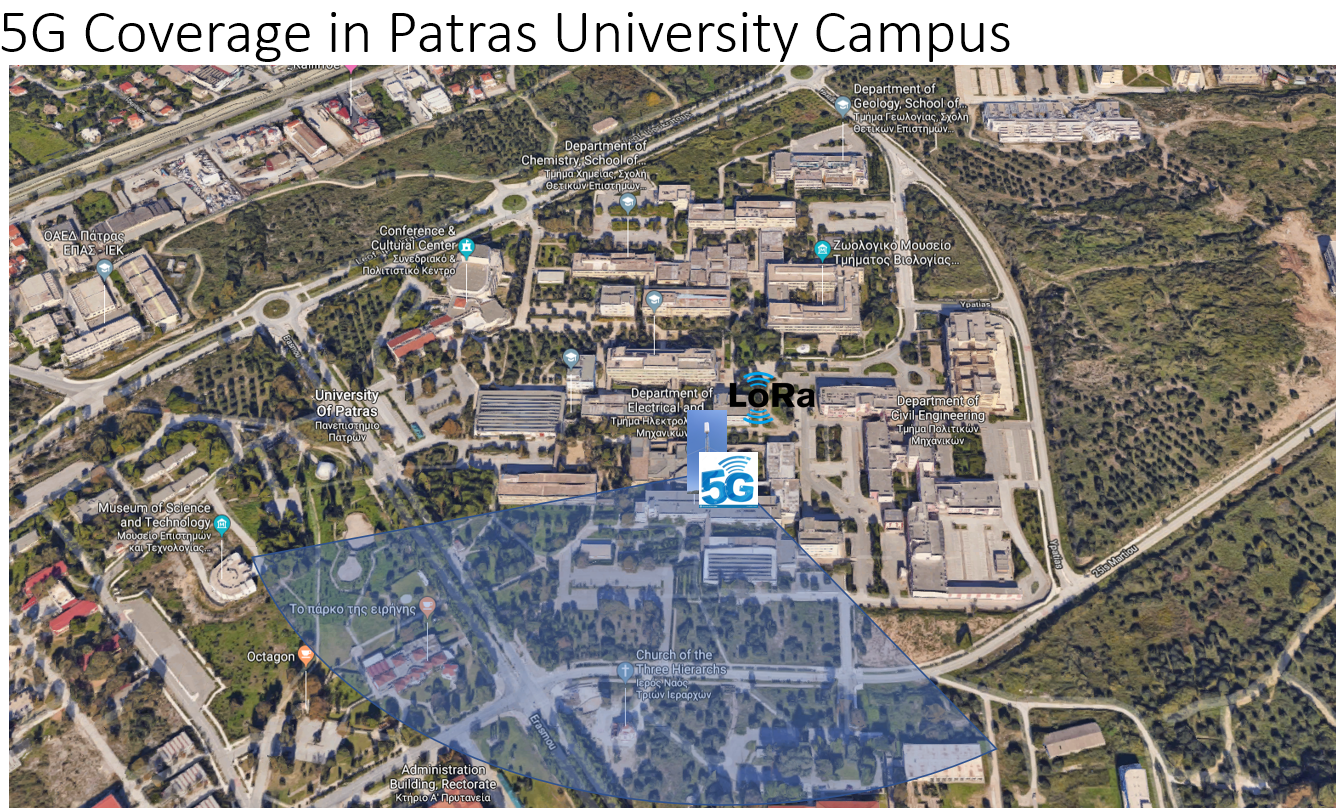 5G Coverage in Patras University Campus
Department of
Geology, School of...
Τμήμα Γεωλογίας, Σχολή
Θετικών Επιστημών...
Department of
Chemistry, School of...
Τμήμα Χημείας, Σχολή
Θετικών Επιστημών...
ΟΑΕΔ Πάτρας
ΕΠΑΣ - ΙΕΚ
Conference &
Cultural Center
Συνεδριακό &
Πολιτιστικό Κέντρο
Ζωολογικό Μουσείο
Τμήματος Βιολογίας...
Ypatias
Erasmou
University
Of Patras
Πανεπιστήμιο
Πατρών
Department of
Electrical and
Τμήμα Ηλεκτρολ
Μηχανικών
LoRa
Department of
Civil Engineering
Τμήμα Πολιτικών
Μηχανικών
5G
Museum of Science
and Technology
Μουσείο Επιστημών
και Τεχνολογίας...
Ypatias
25is Martiou
Το πάρκο της ειρήνης
Octagon
Church of the
Three Hierarchs
Ιερός Ναός
Τριών Ιεραρχών
Erasmou
Administration
Building, Rectorate
Κτήριο Α' Πρυτανεία